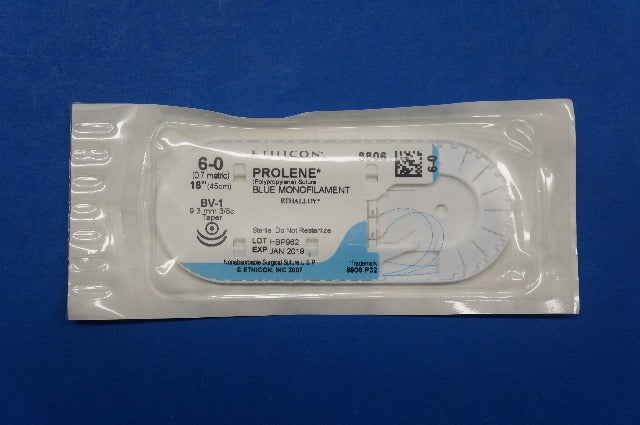 ETHICON*
8806
6-0
6-0
(0.7 metric)
18" (45cm)
PROLENE*
(Polypropylene) Suture
BLUE MONOFILAMENT
ETHALLOY*
BV-1
9.3 mm 3/8c
Taper
Sterile. Do Not Resterilize
LOT HBP962
EXP JAN 2019
Nonabsorbable Surgical Suture U.S.P.
© ETHICON, INC 2007
*Trademark
8806 P32